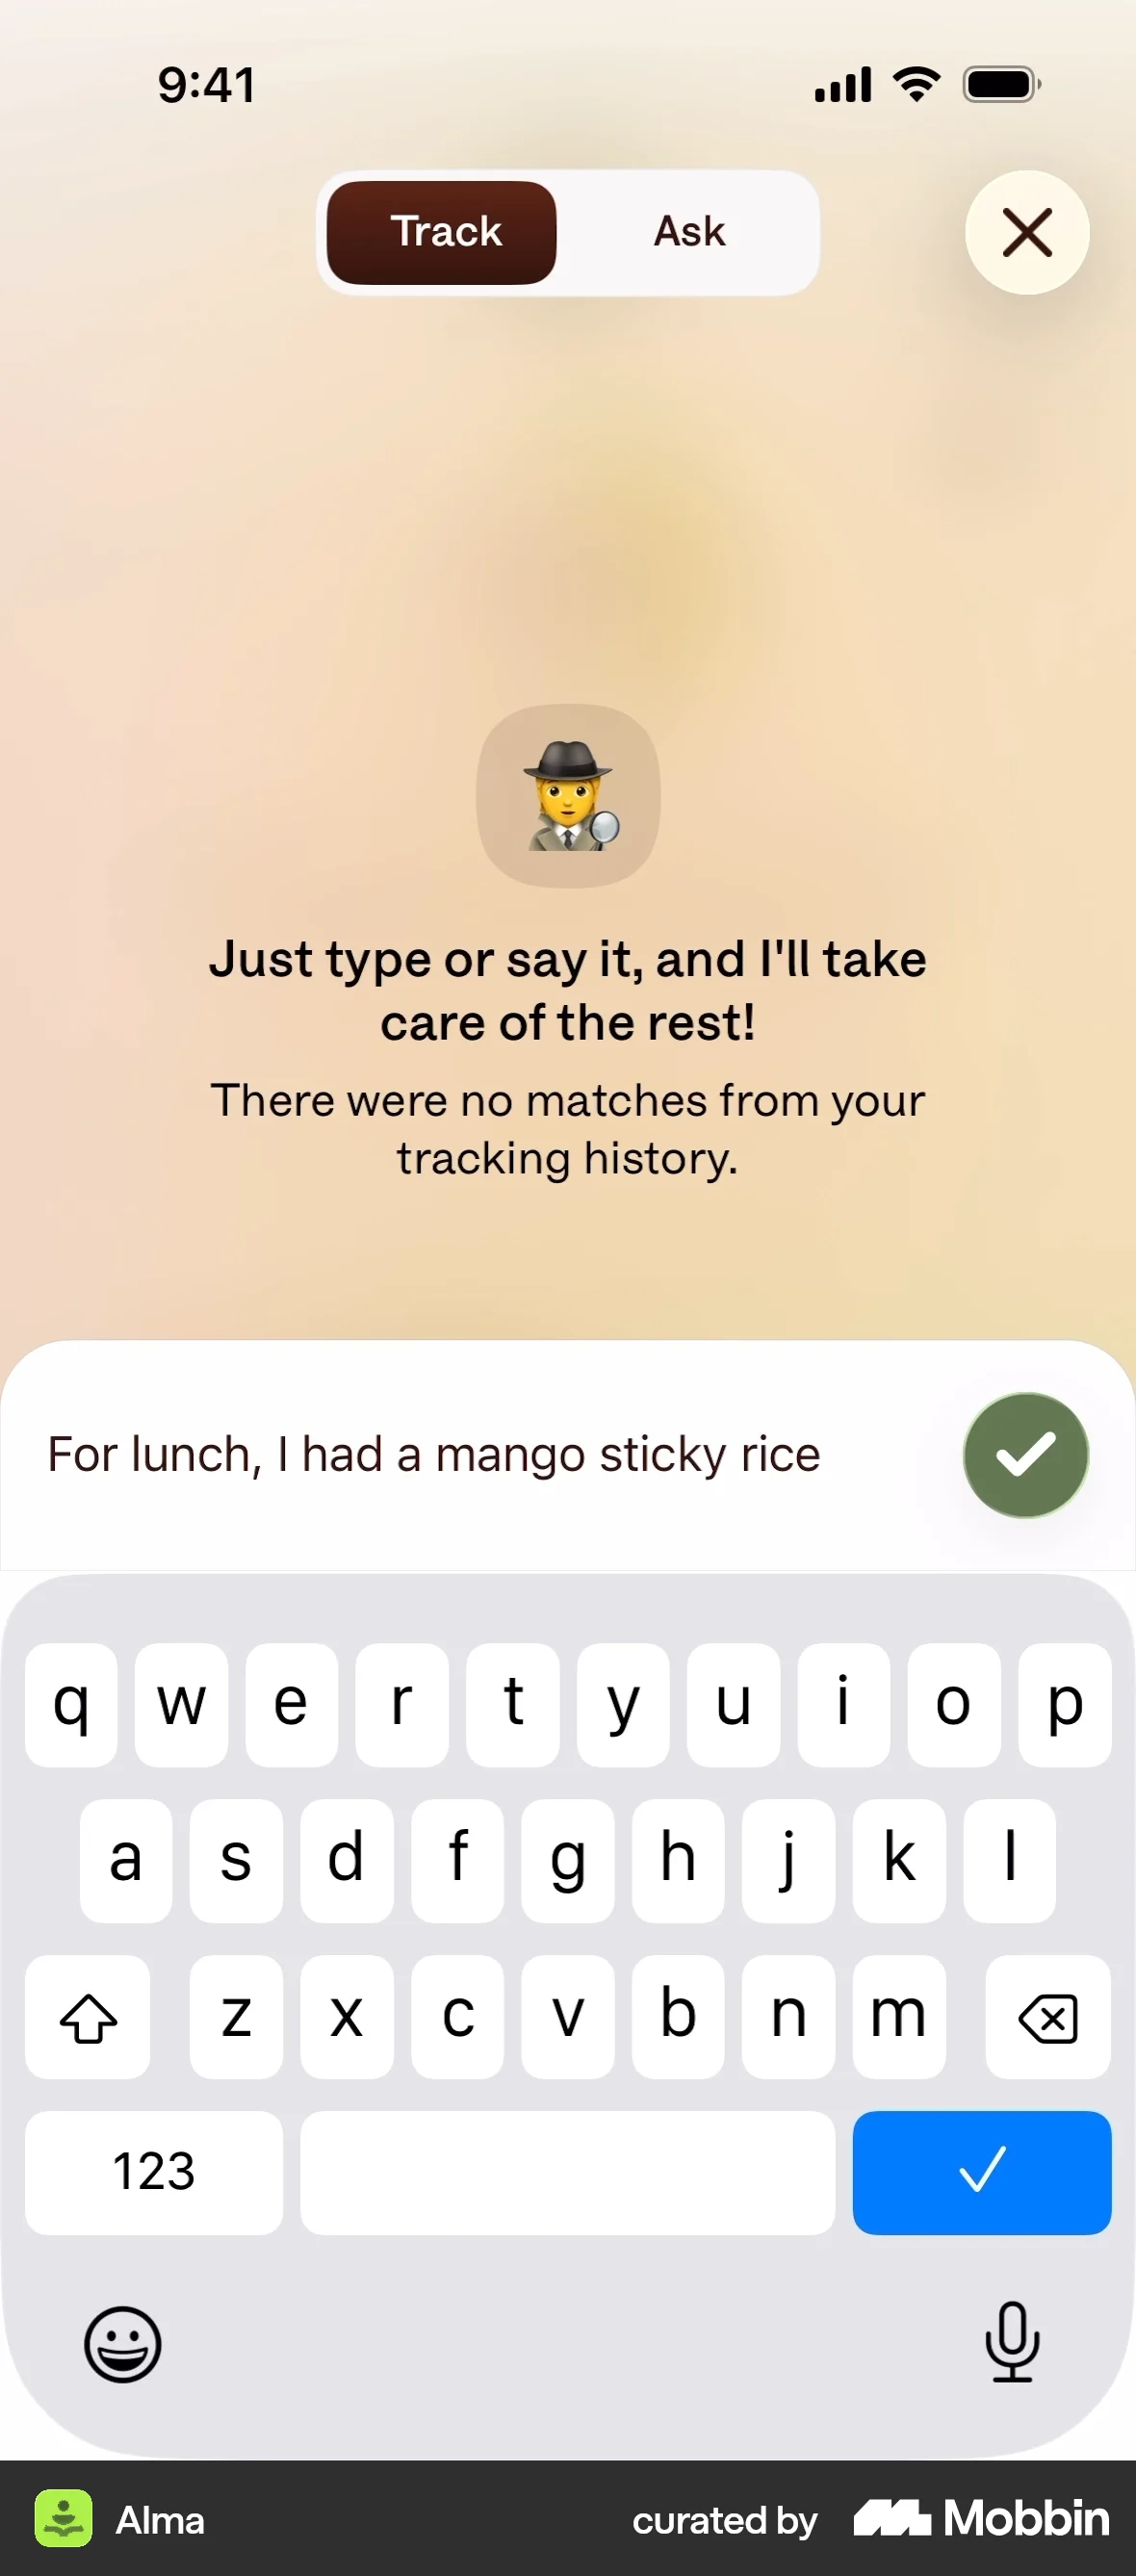 9:41
Track
Ask
Just type or say it, and I'll take
care of the rest!
There were no matches from your
tracking history.
For lunch, I had a mango sticky rice
q w e r t y u i o p
a s d f g h j k l
z x c v b n m
123
Alma
curated by Mobbin